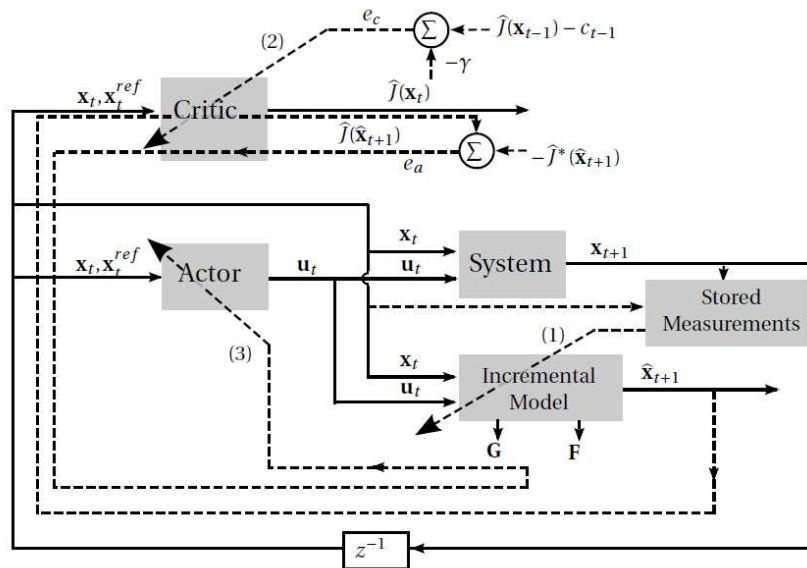 (2)
e_c
Σ
Ĵ(x_{t-1}) – c_{t-1}
–γ
x_t, x_t^{ref}
Critic
Ĵ(x_t)
Ĵ(x̂_{t+1})
Σ
–Ĵ*(x̂_{t+1})
e_a
x_t, x_t^{ref}
Actor
u_t
x_t
u_t
System
x_{t+1}
Stored
Measurements
(1)
(3)
x_t
u_t
Incremental
Model
x̂_{t+1}
G
F
z^{-1}